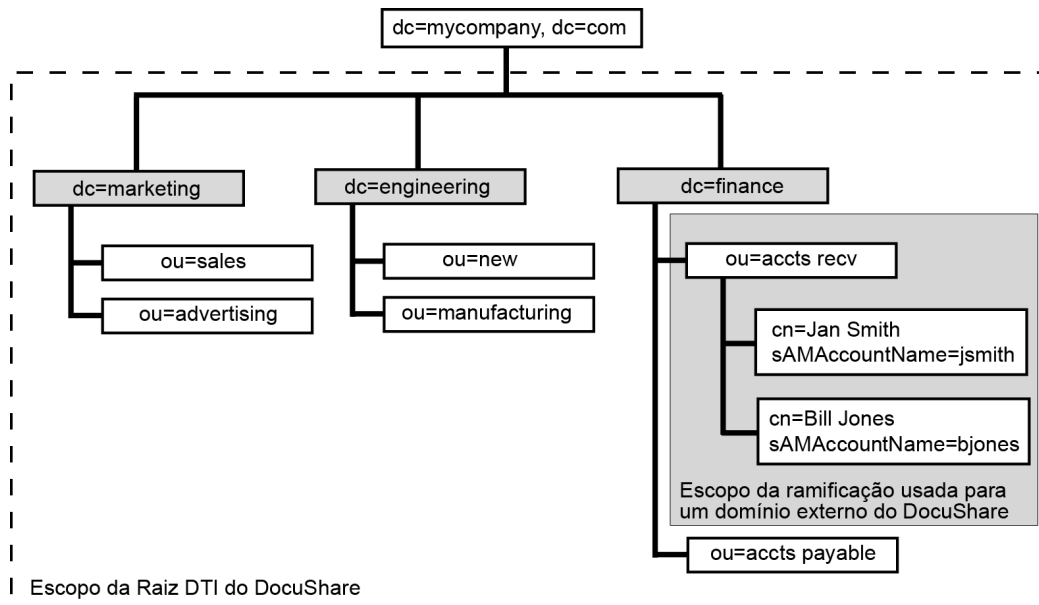 dc=mycompany, dc=com
dc=marketing
ou=sales
ou=advertising
dc=engineering
ou=new
ou=manufacturing
dc=finance
ou=accts recv
cn=Jan Smith
sAMAccountName=jsmith
cn=Bill Jones
sAMAccountName=bjones
Escopo da ramificação usada para
um domínio externo do DocuShare
ou=accts payable
Escopo da Raiz DTI do DocuShare